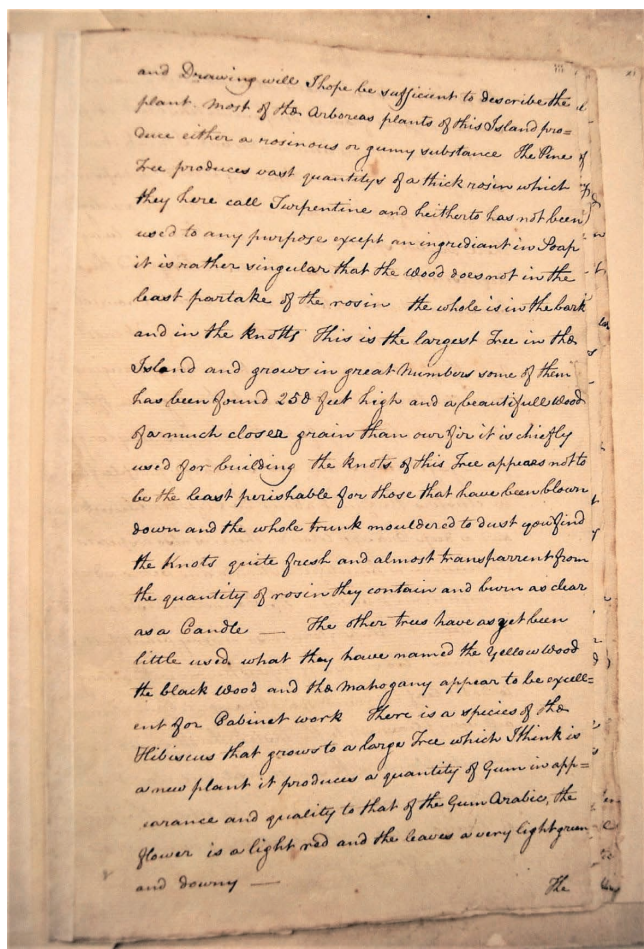 and Drawing will I hope be sufficient to describe the
plant. most of the Arboreas plants of this Island pro=
duce either a rosinous or gumy substance The Pine
Tree produces vast quantitys of a thick rosin which
they here call Turpentine and heitherto has not been
used to any purpose except an ingrediant in Soap
it is rather singular that the Wood does not in the
least partake of the rosin the whole is in the bark
and in the knotts This is the largest Tree in the
Island and grows in great Numbers some of them
has been found 250 feet high and a beautifull Wood
of a much closer grain than our fir it is chiefly
used for building the knots of this Tree appears not to
be the least perishable for those that have been blown
down and the whole trunk mouldered to dust you find
the Knots quite fresh and almost transparrent from
the quantity of rosin they contain and burn as clear
as a Candle — The other trees have as yet been
little used. what they have named the Yellow Wood
the black Wood and the Mahogany appear to be excell=
ent for Cabinet work There is a species of the
Hibiscus that grows to a large Tree which I think is
a new plant it produces a quantity of Gum in app=
earance and quality to that of the Gum Arabic, the
flower is a light red and the leaves a very light green
and downy —
The